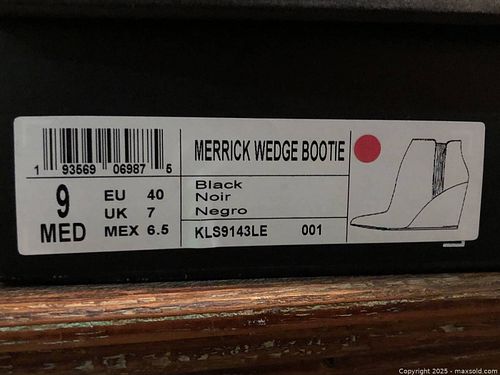 MERRICK WEDGE BOOTIE
1 93569 06987 5
9
MED
EU 40
UK 7
MEX 6.5
Black
Noir
Negro
KLS9143LE 001
Copyright 2025 - maxsold.com